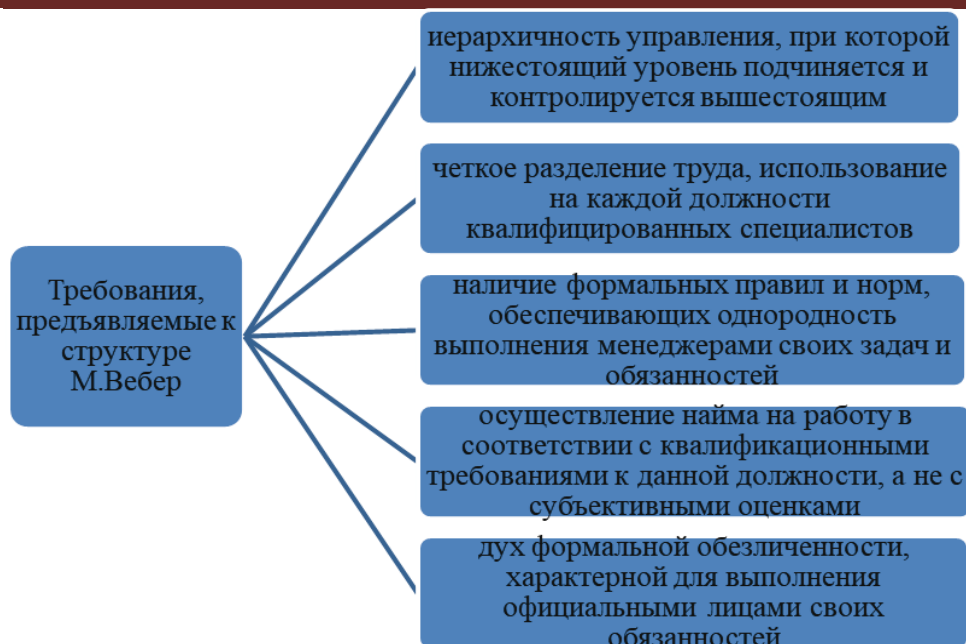 Требования,
предъявляемые к
структуре
М.Вебер
иерархичность управления, при которой
нижестоящий уровень подчиняется и
контролируется вышестоящим
четкое разделение труда, использование
на каждой должности
квалифицированных специалистов
наличие формальных правил и норм,
обеспечивающих однородность
выполнения менеджерами своих задач и
обязанностей
осуществление найма на работу в
соответствии с квалификационными
требованиями к данной должности, а не с
субъективными оценками
дух формальной обезличенности,
характерной для выполнения
официальными лицами своих
обязанностей